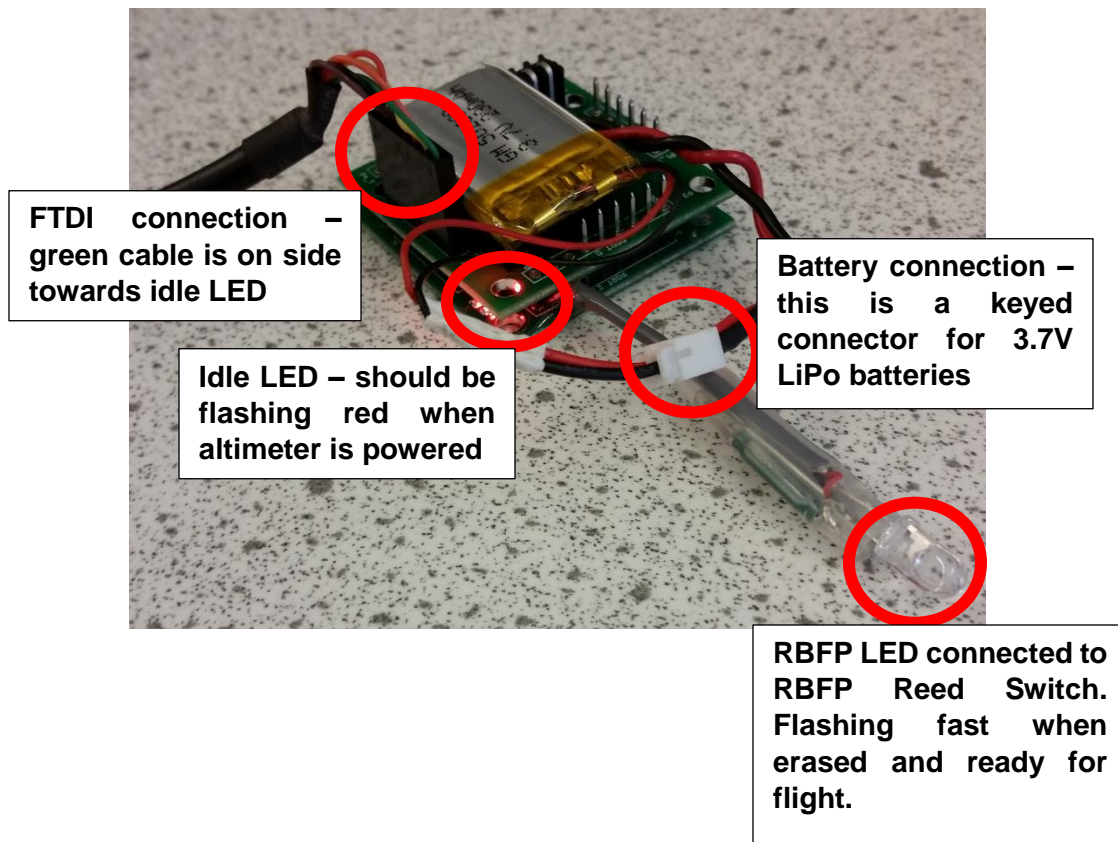 FTDI connection –
green cable is on side
towards idle LED
Battery connection –
this is a keyed
connector for 3.7V
LiPo batteries
Idle LED – should be
flashing red when
altimeter is powered
RBFP LED connected to
RBFP Reed Switch.
Flashing fast when
erased and ready for
flight.